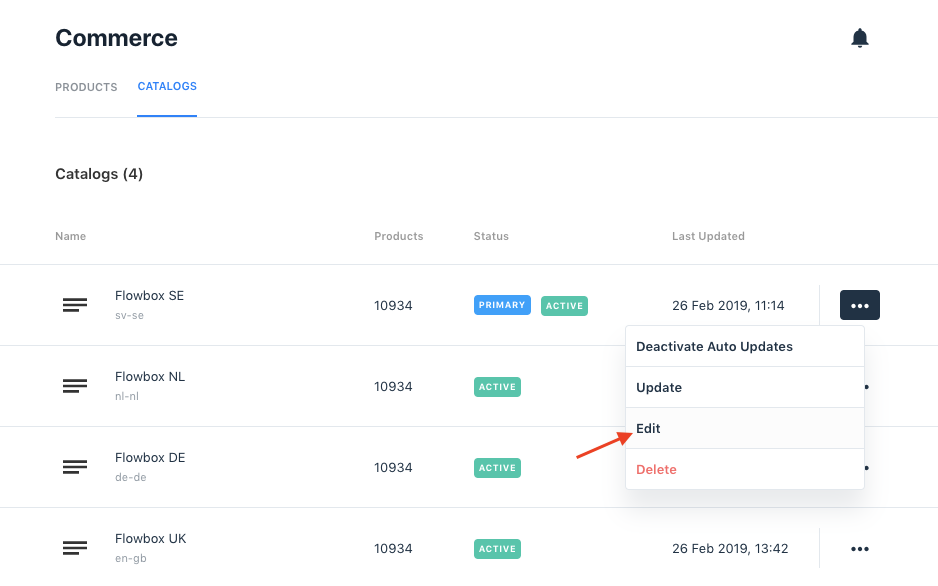 Commerce
PRODUCTS CATALOGS
Catalogs (4)
Name Products Status Last Updated
Flowbox SE
sv-se
10934 PRIMARY ACTIVE 26 Feb 2019, 11:14
Deactivate Auto Updates
Update
Edit
Delete
Flowbox NL
nl-nl
10934 ACTIVE
Flowbox DE
de-de
10934 ACTIVE
Flowbox UK
en-gb
10934 ACTIVE 26 Feb 2019, 13:42